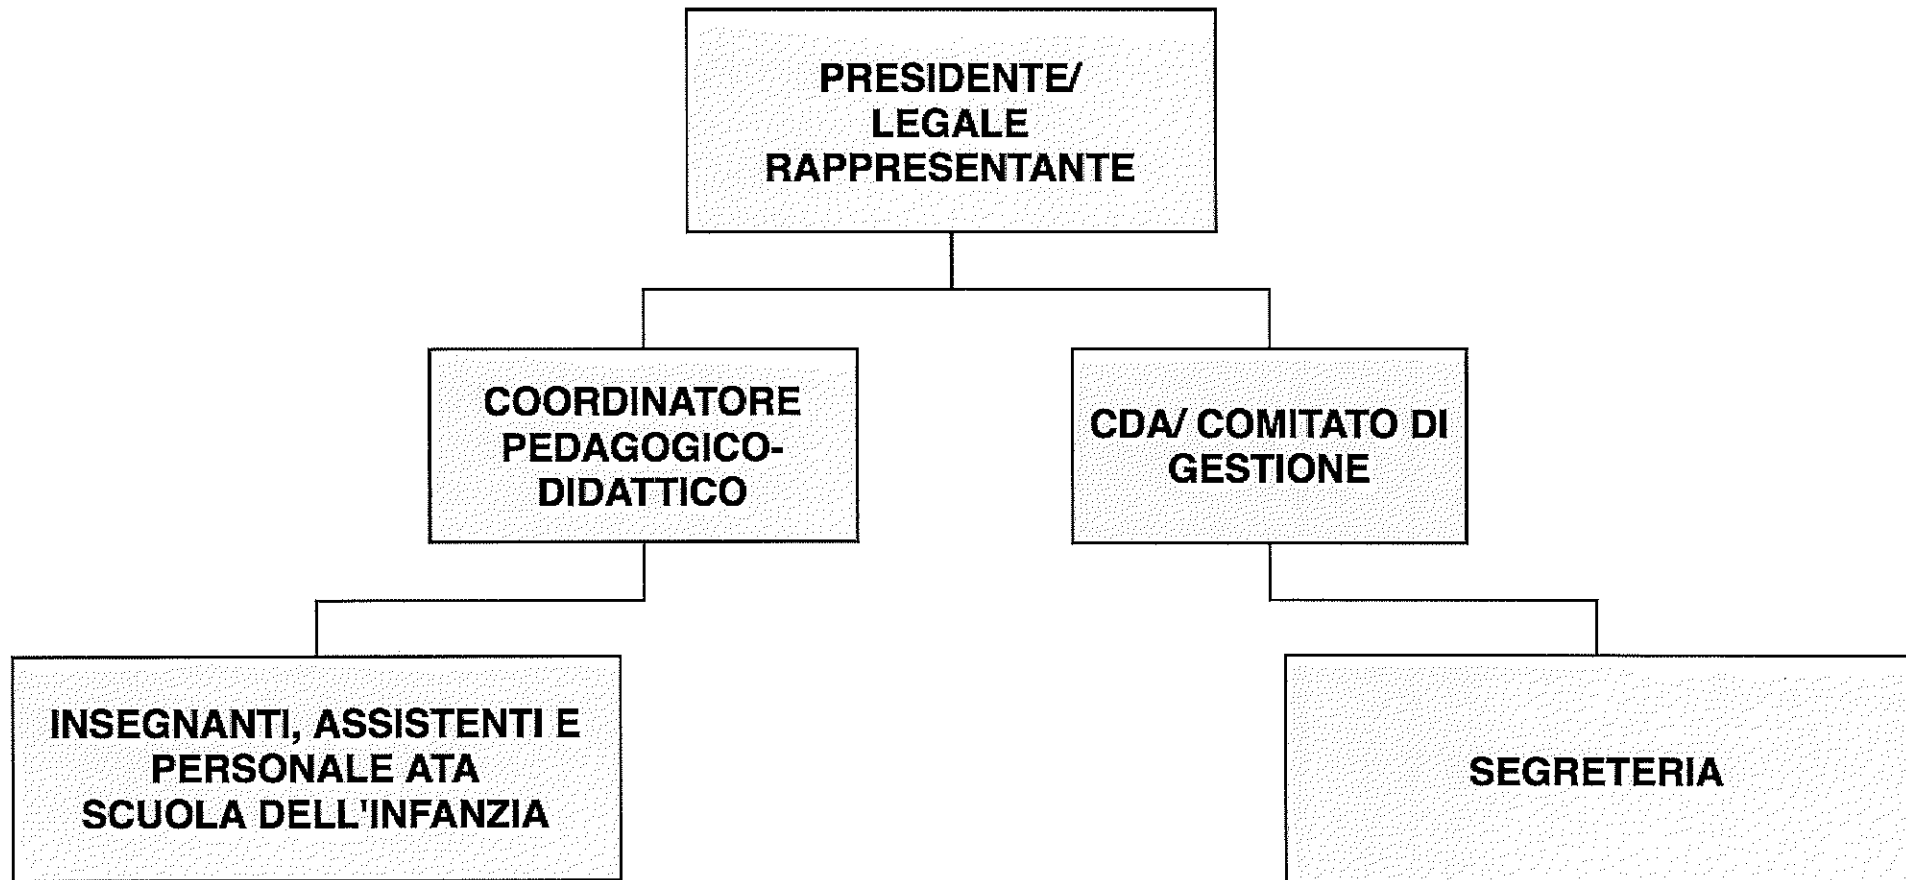 PRESIDENTE/
LEGALE
RAPPRESENTANTE
COORDINATORE
PEDAGOGICO-
DIDATTICO
CDA/ COMITATO DI
GESTIONE
INSEGNANTI, ASSISTENTI E
PERSONALE ATA
SCUOLA DELL'INFANZIA
SEGRETERIA